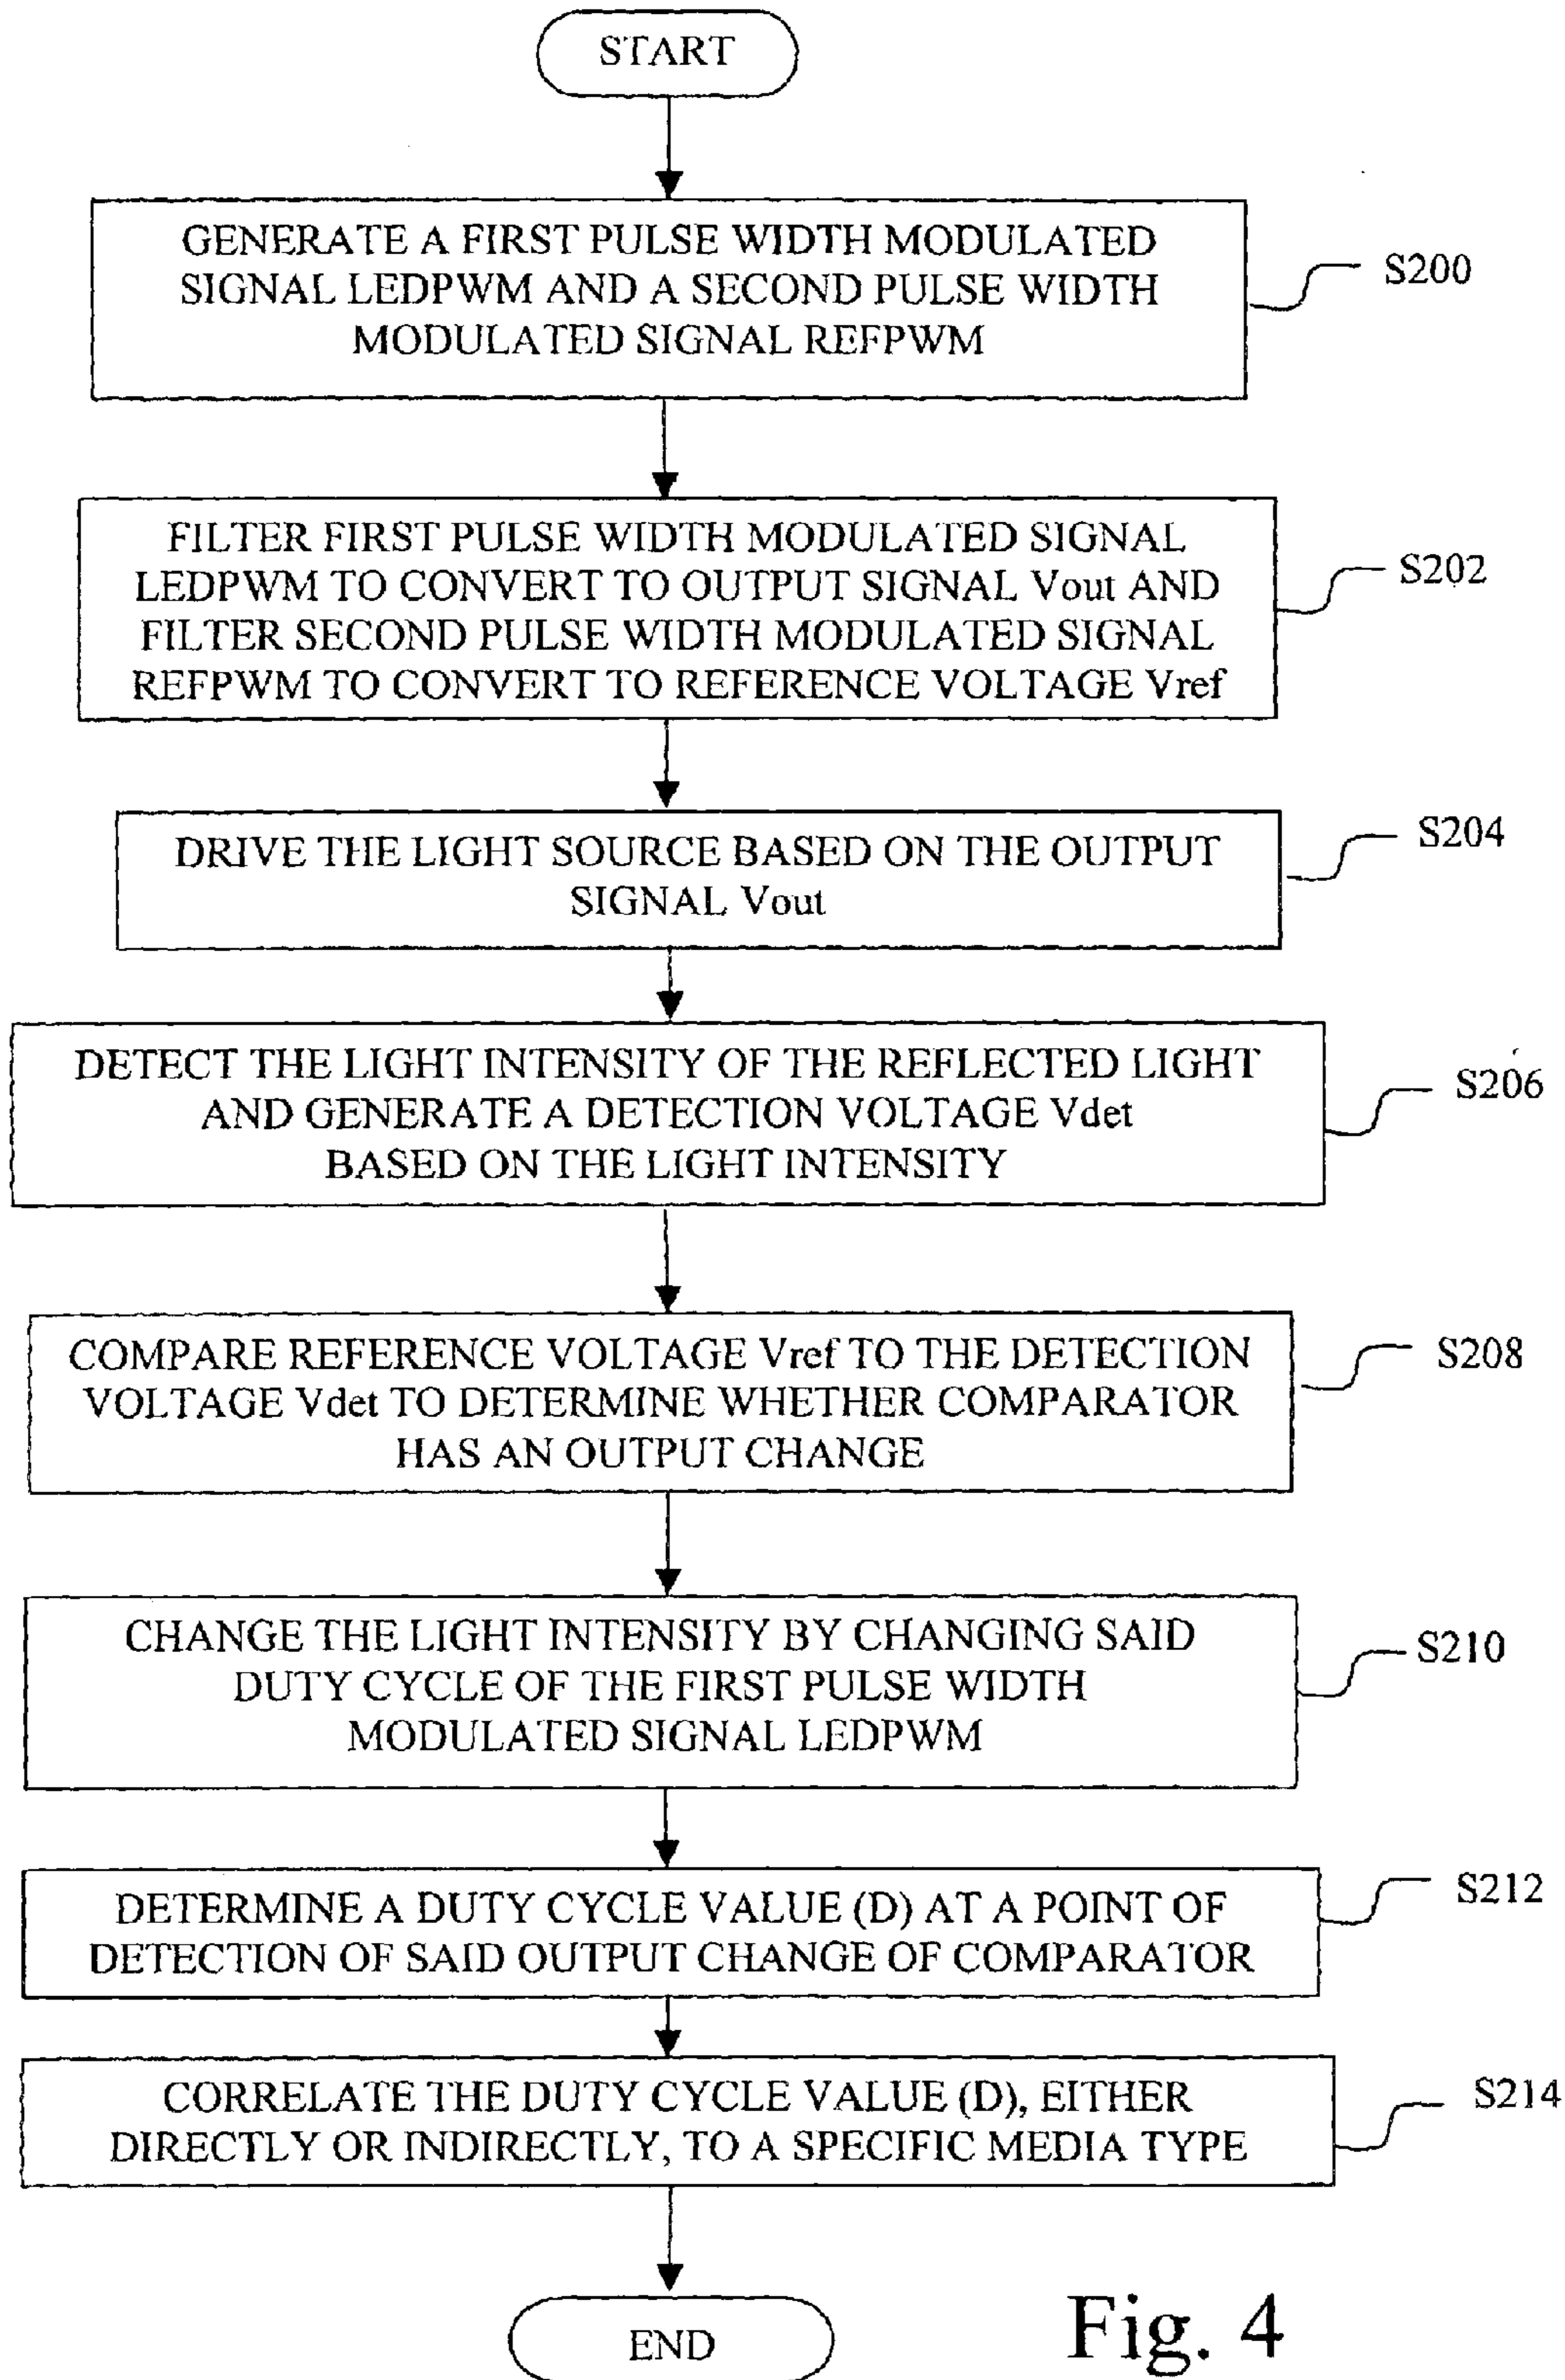 START
GENERATE A FIRST PULSE WIDTH MODULATED
SIGNAL LEDPWM AND A SECOND PULSE WIDTH
MODULATED SIGNAL REFPWM
S200
FILTER FIRST PULSE WIDTH MODULATED SIGNAL
LEDPWM TO CONVERT TO OUTPUT SIGNAL Vout AND
FILTER SECOND PULSE WIDTH MODULATED SIGNAL
REFPWM TO CONVERT TO REFERENCE VOLTAGE Vref
S202
DRIVE THE LIGHT SOURCE BASED ON THE OUTPUT
SIGNAL Vout
S204
DETECT THE LIGHT INTENSITY OF THE REFLECTED LIGHT
AND GENERATE A DETECTION VOLTAGE Vdet
BASED ON THE LIGHT INTENSITY
S206
COMPARE REFERENCE VOLTAGE Vref TO THE DETECTION
VOLTAGE Vdet TO DETERMINE WHETHER COMPARATOR
HAS AN OUTPUT CHANGE
S208
CHANGE THE LIGHT INTENSITY BY CHANGING SAID
DUTY CYCLE OF THE FIRST PULSE WIDTH
MODULATED SIGNAL LEDPWM
S210
DETERMINE A DUTY CYCLE VALUE (D) AT A POINT OF
DETECTION OF SAID OUTPUT CHANGE OF COMPARATOR
S212
CORRELATE THE DUTY CYCLE VALUE (D), EITHER
DIRECTLY OR INDIRECTLY, TO A SPECIFIC MEDIA TYPE
S214
END
Fig. 4